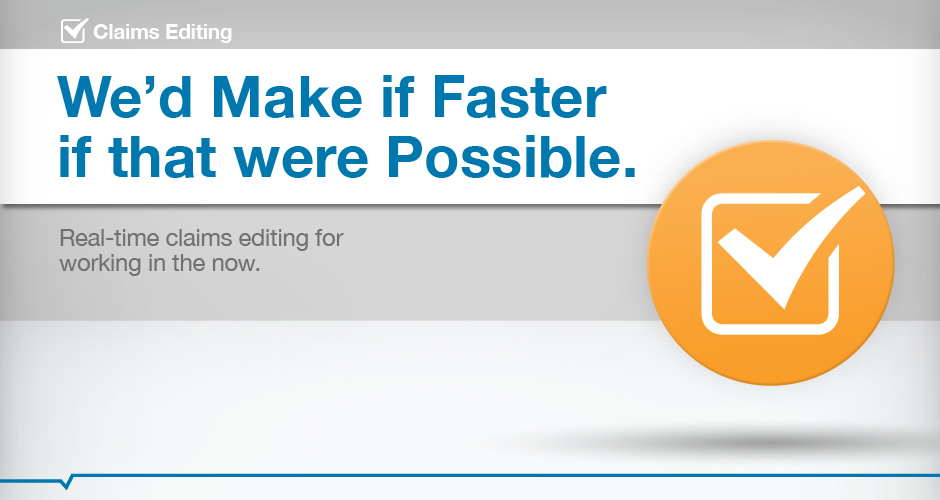 Claims Editing
We’d Make if Faster
if that were Possible.
Real-time claims editing for
working in the now.